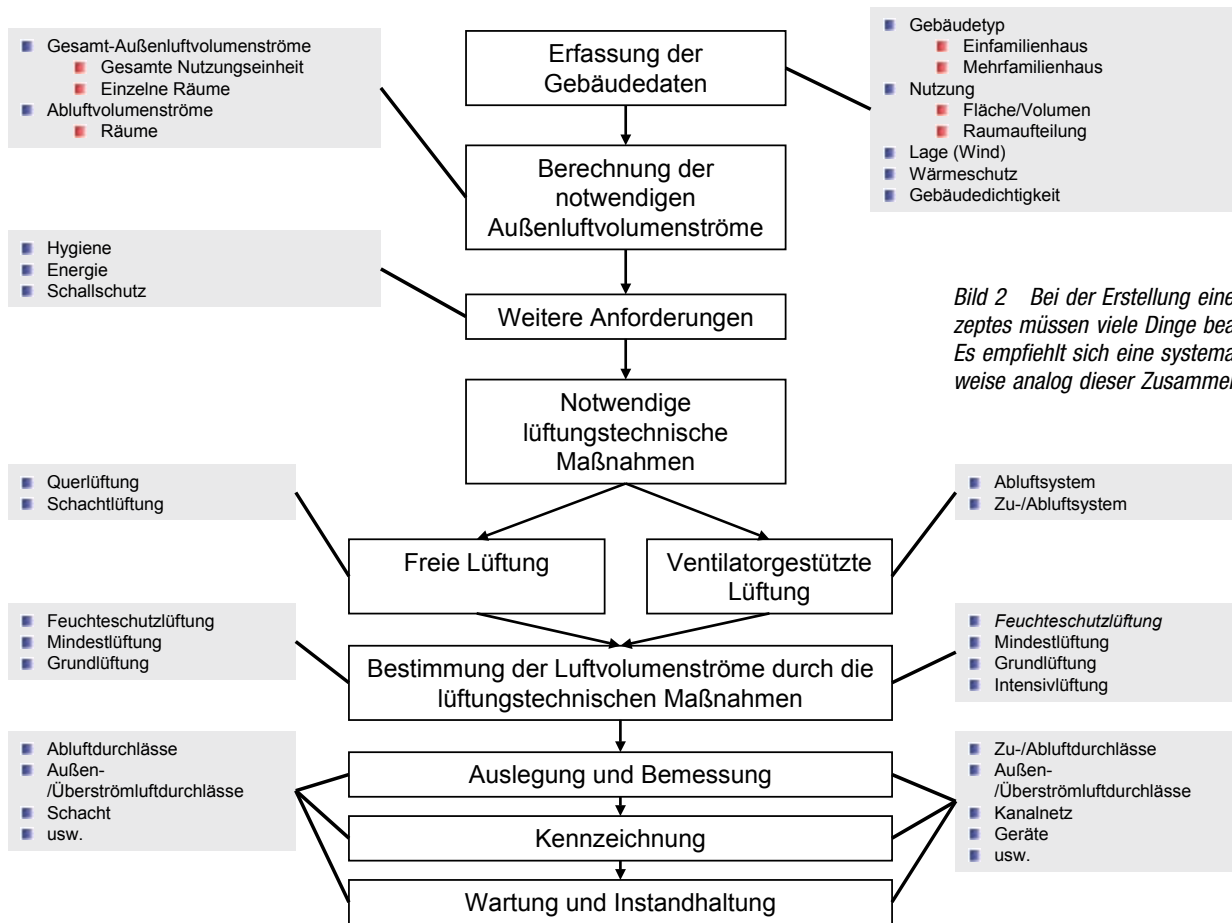 Gesamt-Außenluftvolumenströme
Gesamte Nutzungseinheit
Einzelne Räume
Abluftvolumenströme
Räume
Erfassung der
Gebäudedaten
Gebäudetyp
Einfamilienhaus
Mehrfamilienhaus
Nutzung
Fläche/Volumen
Raumaufteilung
Lage (Wind)
Wärmeschutz
Gebäudedichtigkeit
Berechnung der
notwendigen
Außenluftvolumenströme
Hygiene
Energie
Schallschutz
Weitere Anforderungen
Bild 2 Bei der Erstellung eine
zeptes müssen viele Dinge bea
Es empfiehlt sich eine systema
weise analog dieser Zusammen
Notwendige
lüftungstechnische
Maßnahmen
Querlüftung
Schachtlüftung
Abluftsystem
Zu-/Abluftsystem
Freie Lüftung
Ventilatorgestützte
Lüftung
Feuchteschutzlüftung
Mindestlüftung
Grundlüftung
Bestimmung der Luftvolumenströme durch die
lüftungstechnischen Maßnahmen
Feuchteschutzlüftung
Mindestlüftung
Grundlüftung
Intensivlüftung
Abluftdurchlässe
Außen-
/Überströmluftdurchlässe
Schacht
usw.
Auslegung und Bemessung
Kennzeichnung
Wartung und Instandhaltung
Zu-/Abluftdurchlässe
Außen-
/Überströmluftdurchlässe
Kanalnetz
Geräte
usw.